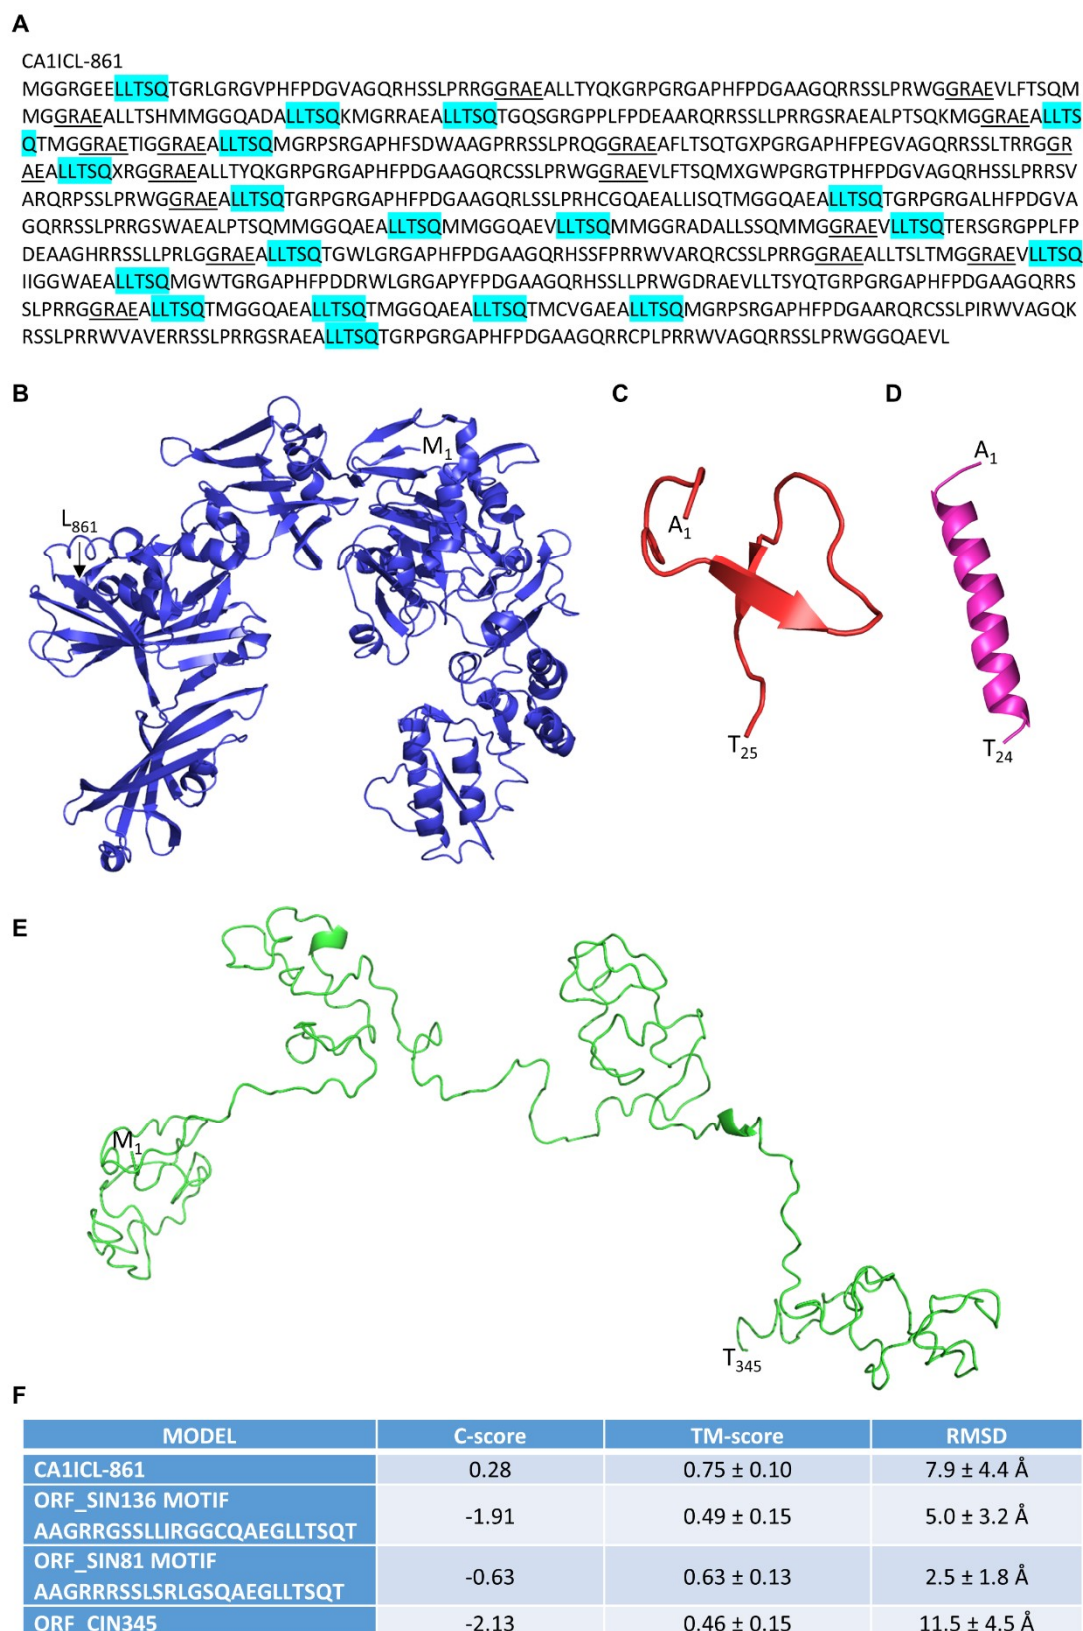 A
CA1ICL-861
MGGRGEELLTSQTGRLGRGVPHFPDGVAGQRHSSLPRRGGRAEALLTYQKGRPGRGAPHFPDGAAGQRRSSLPRWGGRAEVLFTSQM
MGGRAEALLTSHMMGGQADALLTSQKMGRRAEALLTSQTGQSGRGPPLFPDEAARQRRSSLLPRRGSRAEALPTSQKMGGRAEALLTS
QTMGGRAETIGGRAEALLTSQMGRPSRGAPHFSDWAAGPRRSSLPRQGGRAEAFLTSQTGXPGRGAPHFPEGVAGQRRSSLTRRGGR
AEALLTSQXRGGRAEALLTYQKGRPGRGAPHFPDGAAGQRCSSLPRWGGRAEVLFTSQMXGWPGRGTPHFPDGVAGQRHSSLPRRSV
ARQRPSSLPRWGGRAEALLTSQTGRPGRGAPHFPDGAAGQRLSSLPRHCGQAEALLISQTMGGQAEALLTSQTGRPGRGALHFPDGVA
GQRRSSLPRRGSWAEALPTSQMMGGQAEALLTSQMMGGQAEVLLTSQMMGGRADALLSSQMMGGRAEVLLTSQTERSGRGPPLFP
DEAAGHRRSSLLPRLGGRAEALLTSQTGWLGRGAPHFPDGAAGQRHSSFPRRWVARQRCSSLPRRGGRAEALLTSLTMGGRAEVLLTSQ
IIGGWAEALLTSQMGWTGRGAPHFPDDRWLGRGAPYFPDGAAGQRHSSLLPRWGDRAEVLLTSYQTGRPGRGAPHFPDGAAGQRRS
SLPRRGGRAEALLTSQTMGGQAEALLTSQTMGGQAEALLTSQTMCVGAEALLTSQMGRPSRGAPHFPDGAARQRCSSLPIRWVAGQK
RSSLPRRWVAVERRSSLPRRGSRAEALLTSQTGRPGRGAPHFPDGAAGQRRCPLPRRWVAGQRRSSLPRWGGQAEVL
B
C
D
M1
L861
A1
T25
A1
T24
E
M1
T345
F
MODEL C-score TM-score RMSD
CA1ICL-861 0.28 0.75 ± 0.10 7.9 ± 4.4 Å
ORF_SIN136 MOTIF
AAGRRGSSLLIRGGCQAEGLLTSQT -1.91 0.49 ± 0.15 5.0 ± 3.2 Å
ORF_SIN81 MOTIF
AAGRRRSSLSRLGSQAEGLLTSQT -0.63 0.63 ± 0.13 2.5 ± 1.8 Å
ORF_CIN345 -2.13 0.46 ± 0.15 11.5 ± 4.5 Å